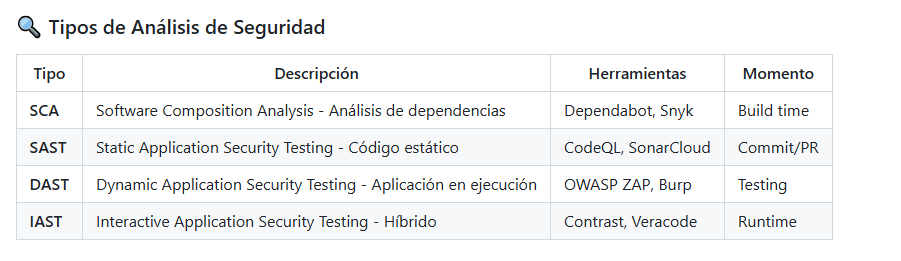 🔍 Tipos de Análisis de Seguridad
Tipo Descripción Herramientas Momento
SCA Software Composition Analysis - Análisis de dependencias Dependabot, Snyk Build time
SAST Static Application Security Testing - Código estático CodeQL, SonarCloud Commit/PR
DAST Dynamic Application Security Testing - Aplicación en ejecución OWASP ZAP, Burp Testing
IAST Interactive Application Security Testing - Híbrido Contrast, Veracode Runtime